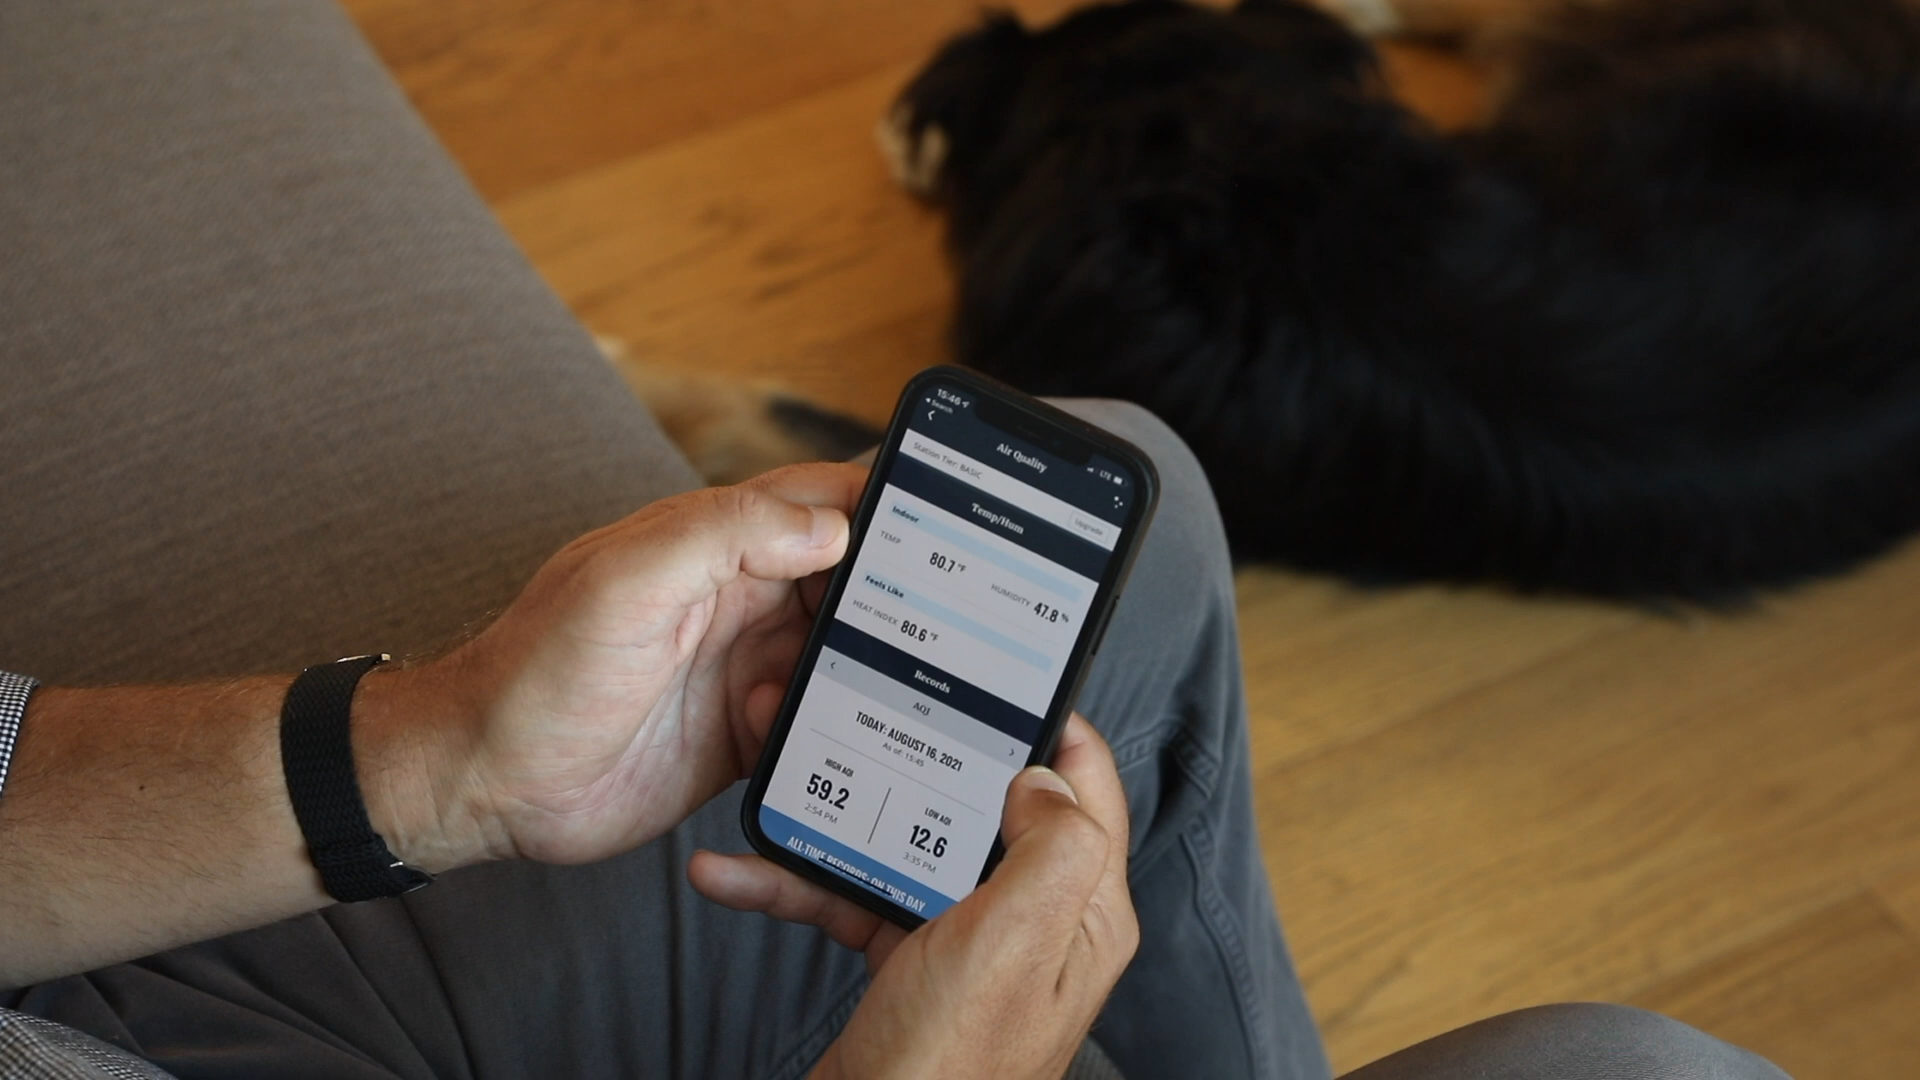 15:46
Search
LTE
Air Quality
Station Tier: BASIC
Upgrade
Temp/Hum
Indoor
TEMP
80.7 °F
HUMIDITY 47.8 %
Feels Like
HEAT INDEX 80.6 °F
Records
AQI
TODAY: AUGUST 16, 2021
As of: 15:45
HIGH AQI
59.2
2:54 PM
LOW AQI
12.6
3:35 PM
ALL-TIME RECORDS: ON THIS DAY